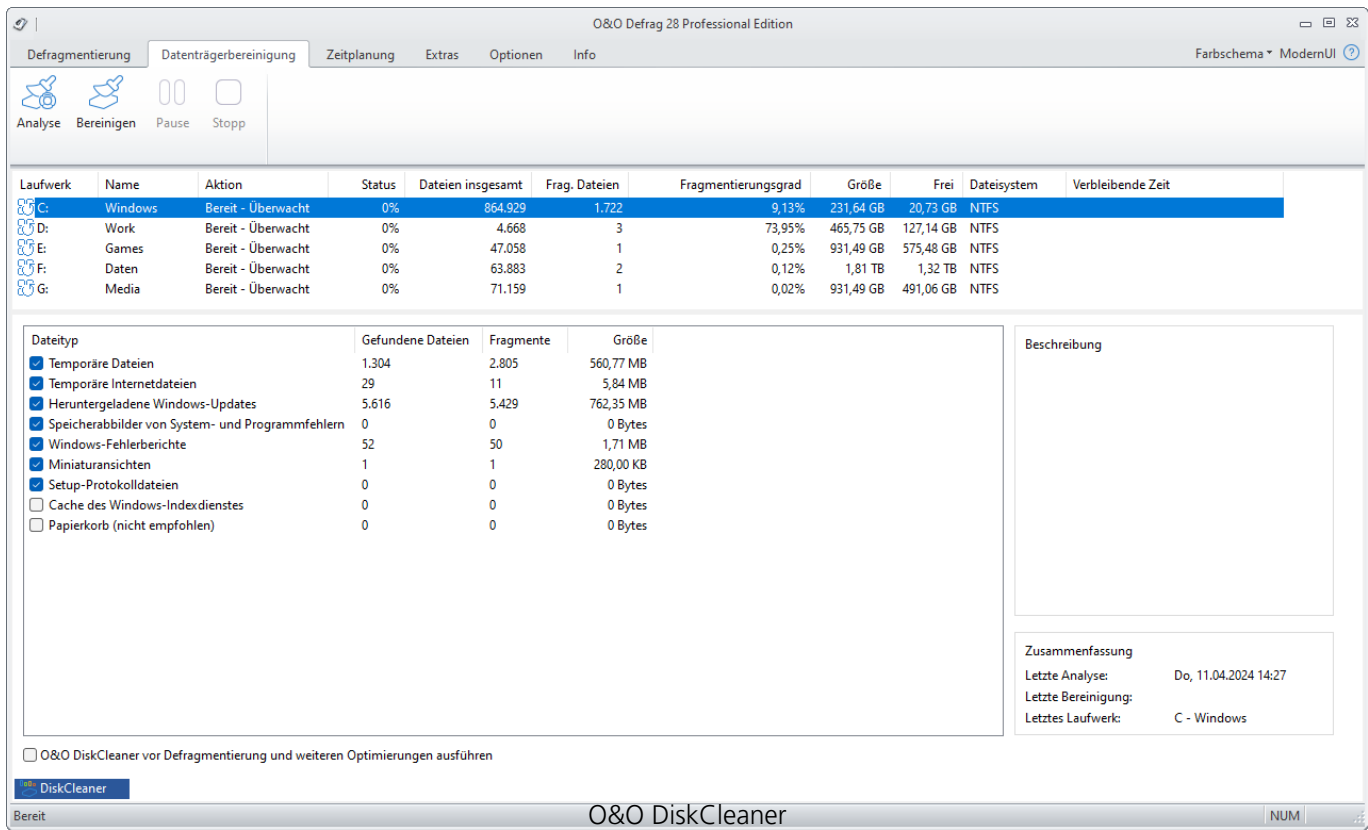 O&O Defrag 28 Professional Edition
Defragmentierung Datenträgerbereinigung Zeitplanung Extras Optionen Info Farbschema ModernUI ?
Analyse Bereinigen Pause Stopp
Laufwerk Name Aktion Status Dateien insgesamt Frag. Dateien Fragmentierungsgrad Größe Frei Dateisystem Verbleibende Zeit
C: Windows Bereit - Überwacht 0% 864.929 1.722 9,13% 231,64 GB 20,73 GB NTFS
D: Work Bereit - Überwacht 0% 4.668 3 73,95% 465,75 GB 127,14 GB NTFS
E: Games Bereit - Überwacht 0% 47.058 1 0,25% 931,49 GB 575,48 GB NTFS
F: Daten Bereit - Überwacht 0% 63.883 2 0,12% 1,81 TB 1,32 TB NTFS
G: Media Bereit - Überwacht 0% 71.159 1 0,02% 931,49 GB 491,06 GB NTFS
Dateityp Gefundene Dateien Fragmente Größe
Temporäre Dateien 1.304 2.805 560,77 MB
Temporäre Internetdateien 29 11 5,84 MB
Heruntergeladene Windows-Updates 5.616 5.429 762,35 MB
Speicherabbilder von System- und Programmfehlern 0 0 0 Bytes
Windows-Fehlerberichte 52 50 1,71 MB
Miniaturansichten 1 1 280,00 KB
Setup-Protokolldateien 0 0 0 Bytes
Cache des Windows-Indexdienstes 0 0 0 Bytes
Papierkorb (nicht empfohlen) 0 0 0 Bytes
Beschreibung
Zusammenfassung
Letzte Analyse: Do, 11.04.2024 14:27
Letzte Bereinigung:
Letztes Laufwerk: C - Windows
O&O DiskCleaner vor Defragmentierung und weiteren Optimierungen ausführen
DiskCleaner
Bereit O&O DiskCleaner NUM